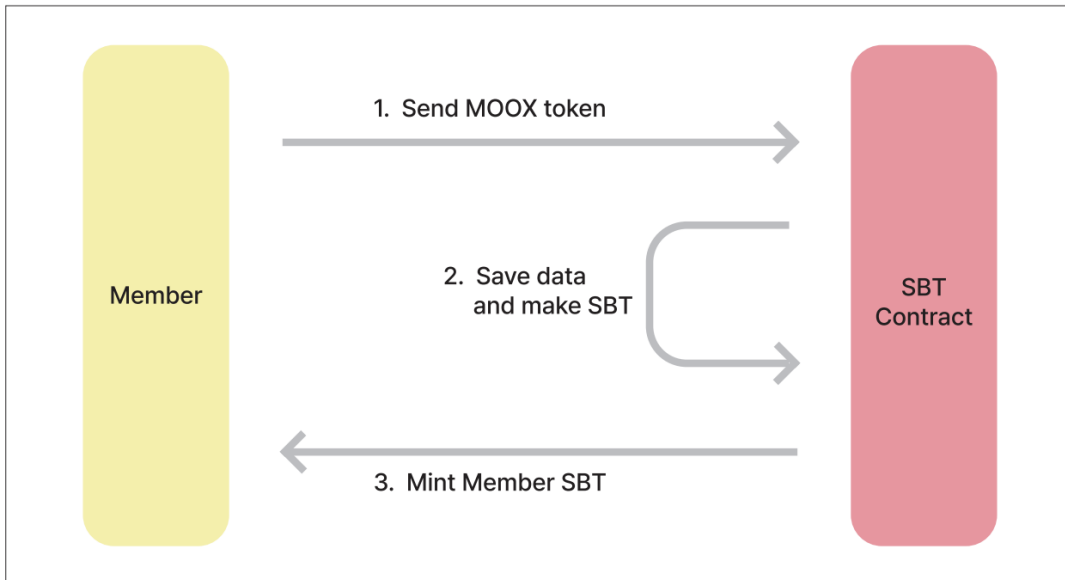 1. Send MOOX token
2. Save data
and make SBT
Member
SBT
Contract
3. Mint Member SBT